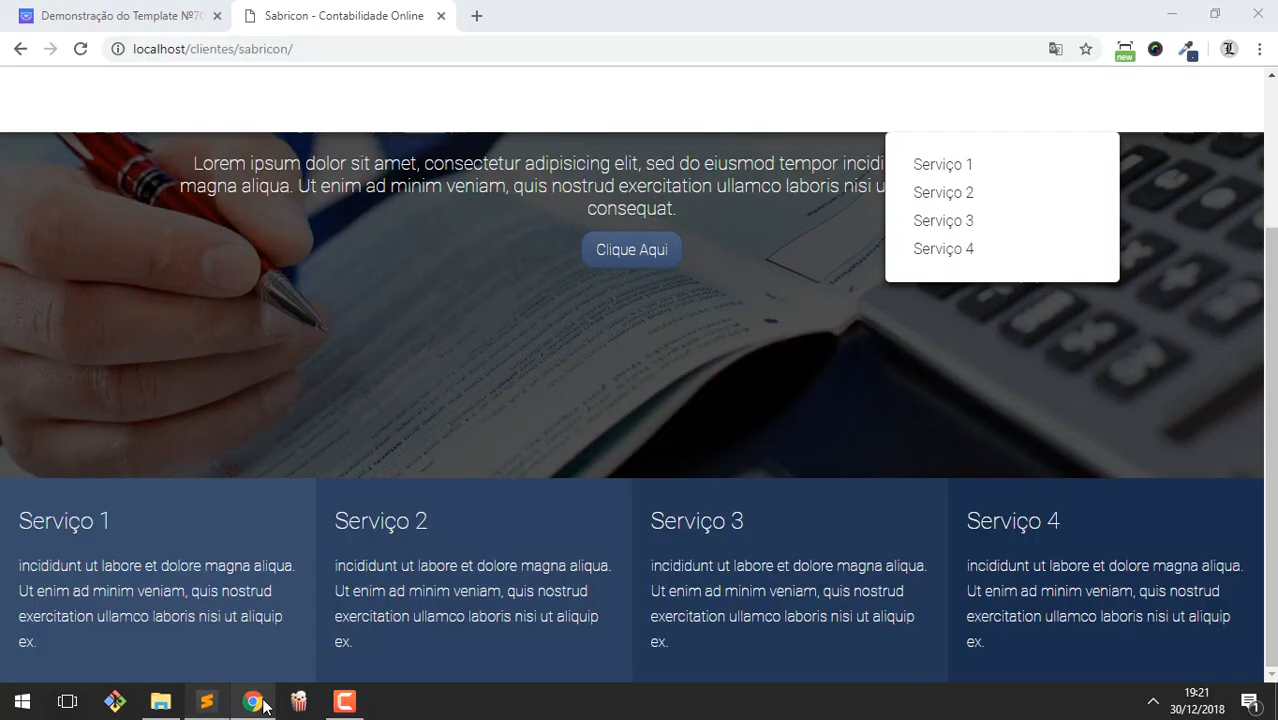 Demonstração do Template Nº70
Sabricon - Contabilidade Online
localhost/clientes/sabricon/
new
Lorem ipsum dolor sit amet, consectetur adipisicing elit, sed do eiusmod tempor incidi
magna aliqua. Ut enim ad minim veniam, quis nostrud exercitation ullamco laboris nisi u
consequat.
Clique Aqui
Serviço 1
Serviço 2
Serviço 3
Serviço 4
Serviço 1
incididunt ut labore et dolore magna aliqua.
Ut enim ad minim veniam, quis nostrud
exercitation ullamco laboris nisi ut aliquip
ex.
Serviço 2
incididunt ut labore et dolore magna aliqua.
Ut enim ad minim veniam, quis nostrud
exercitation ullamco laboris nisi ut aliquip
ex.
Serviço 3
incididunt ut labore et dolore magna aliqua.
Ut enim ad minim veniam, quis nostrud
exercitation ullamco laboris nisi ut aliquip
ex.
Serviço 4
incididunt ut labore et dolore magna aliqua.
Ut enim ad minim veniam, quis nostrud
exercitation ullamco laboris nisi ut aliquip
ex.
19:21
30/12/2018
1